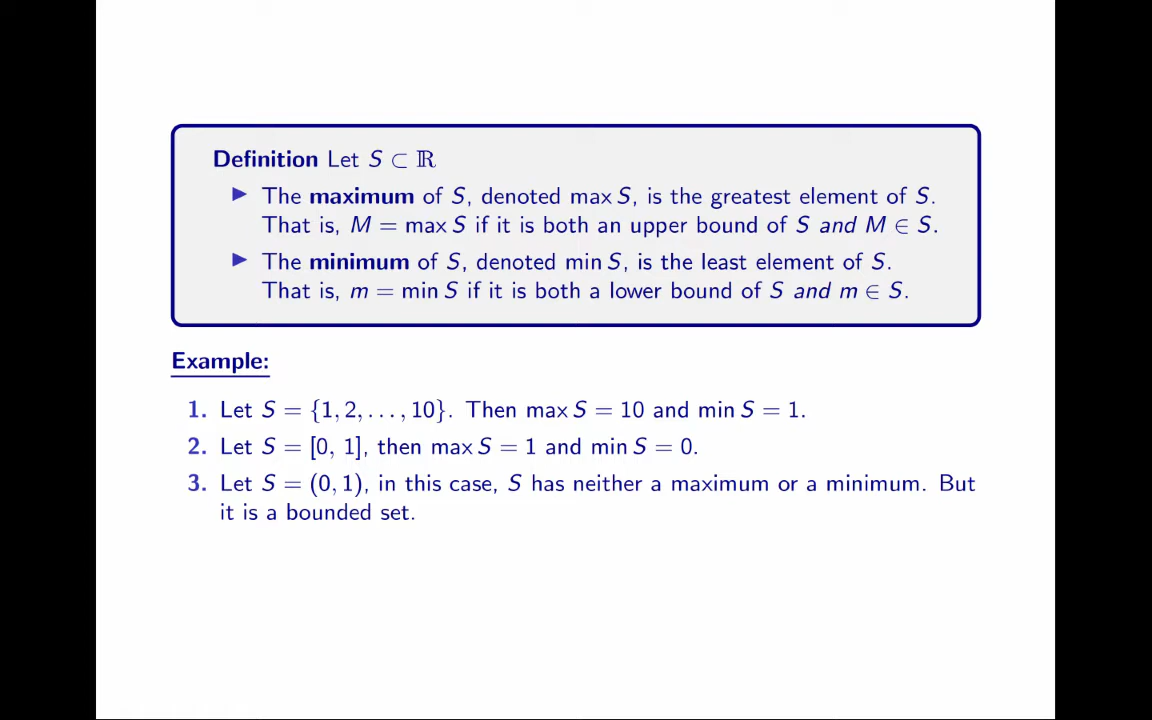 Definition Let S ⊂ ℝ
▶ The maximum of S, denoted max S, is the greatest element of S.
That is, M = max S if it is both an upper bound of S and M ∈ S.
▶ The minimum of S, denoted min S, is the least element of S.
That is, m = min S if it is both a lower bound of S and m ∈ S.
Example:
1. Let S = {1, 2, . . . , 10}. Then max S = 10 and min S = 1.
2. Let S = [0, 1], then max S = 1 and min S = 0.
3. Let S = (0, 1), in this case, S has neither a maximum or a minimum. But
it is a bounded set.